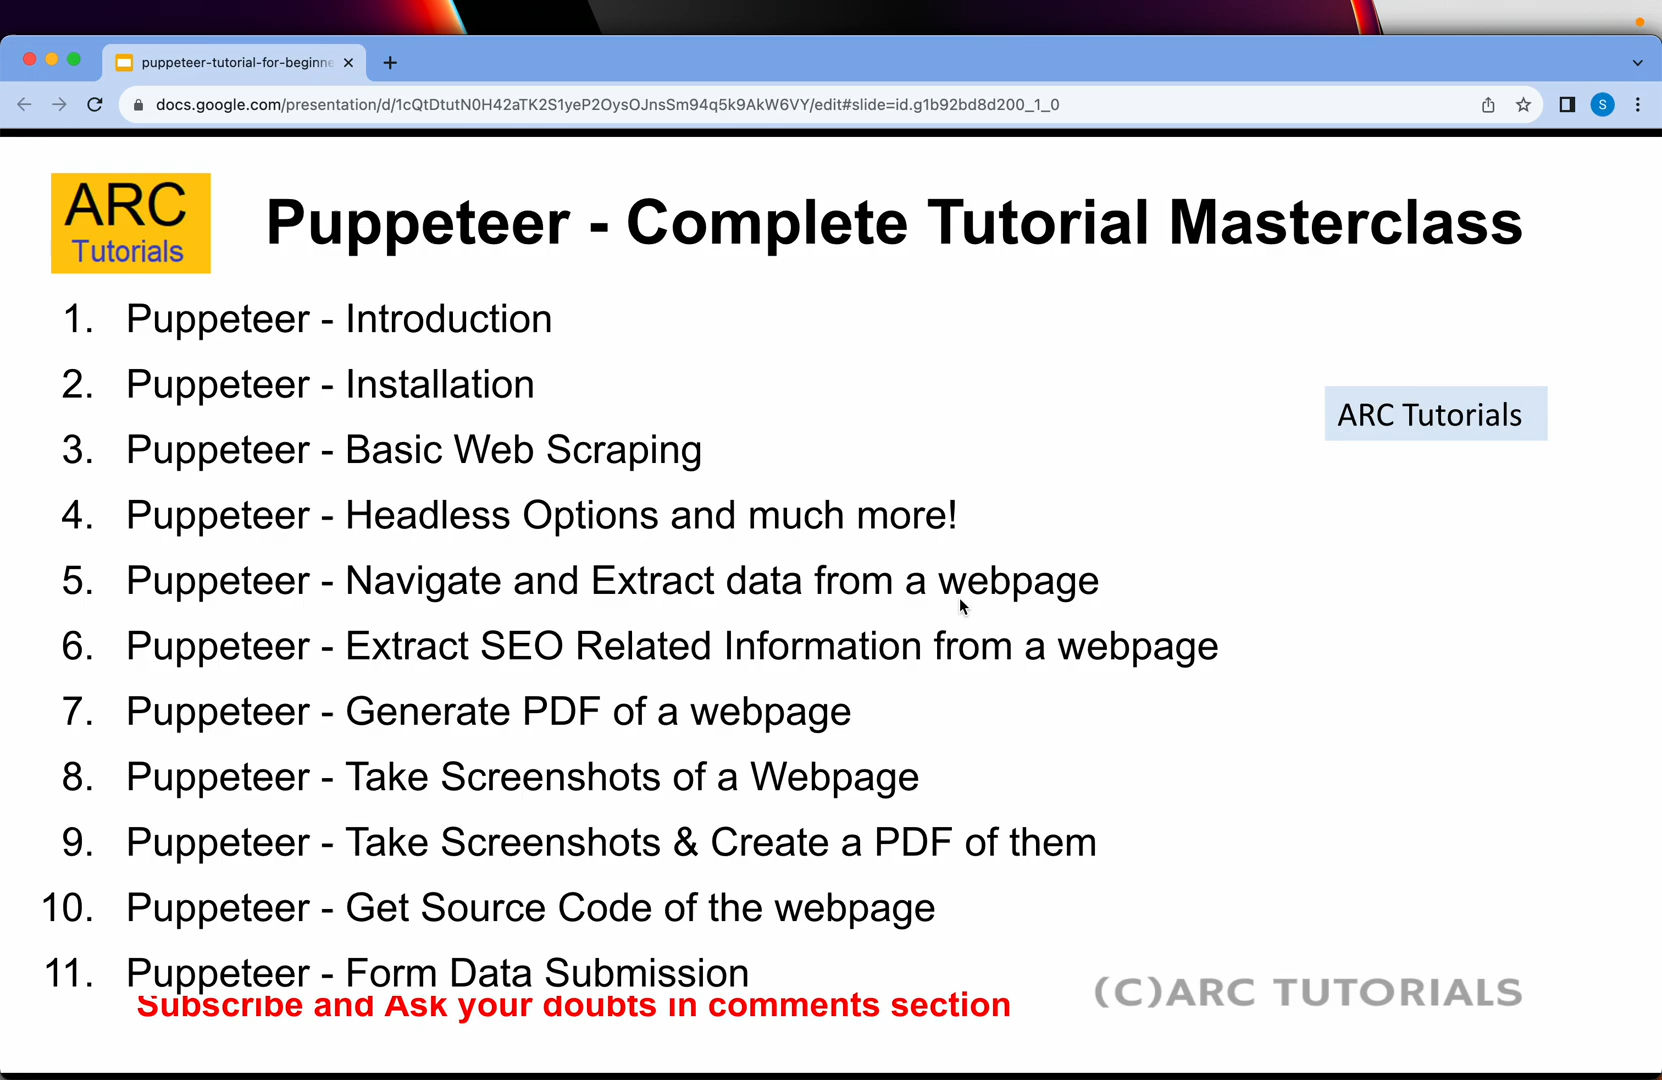 puppeteer-tutorial-for-beginne
docs.google.com/presentation/d/1cQtDtutN0H42aTK2S1yeP2OysOJnsSm94q5k9AkW6VY/edit#slide=id.g1b92bd8d200_1_0
S
ARC
Tutorials
Puppeteer - Complete Tutorial Masterclass
1. Puppeteer - Introduction
2. Puppeteer - Installation
ARC Tutorials
3. Puppeteer - Basic Web Scraping
4. Puppeteer - Headless Options and much more!
5. Puppeteer - Navigate and Extract data from a webpage
6. Puppeteer - Extract SEO Related Information from a webpage
7. Puppeteer - Generate PDF of a webpage
8. Puppeteer - Take Screenshots of a Webpage
9. Puppeteer - Take Screenshots & Create a PDF of them
10. Puppeteer - Get Source Code of the webpage
11. Puppeteer - Form Data Submission
Subscribe and Ask your doubts in comments section
(C)ARC TUTORIALS